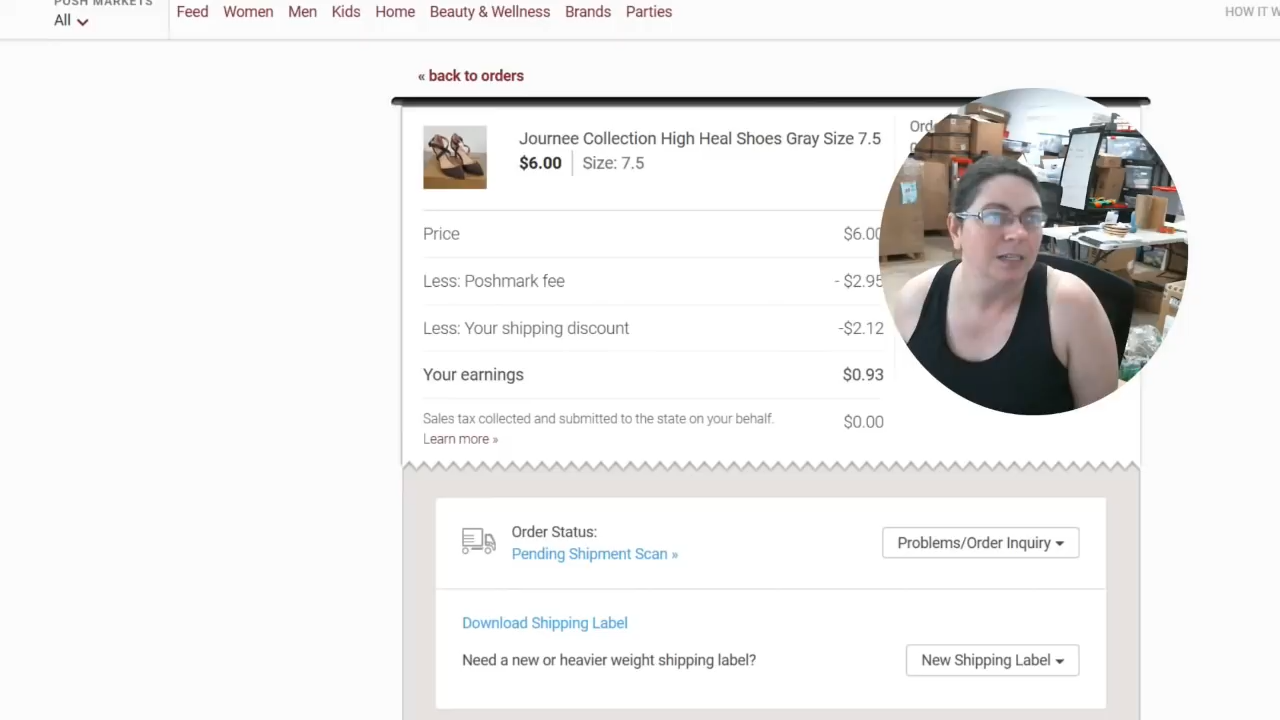 POSH MARKETS
All
Feed Women Men Kids Home Beauty & Wellness Brands Parties
HOW IT W
« back to orders
Journee Collection High Heal Shoes Gray Size 7.5
$6.00 Size: 7.5
Price $6.00
Less: Poshmark fee - $2.95
Less: Your shipping discount -$2.12
Your earnings $0.93
Sales tax collected and submitted to the state on your behalf. $0.00
Learn more »
Order Status:
Pending Shipment Scan »
Problems/Order Inquiry
Download Shipping Label
Need a new or heavier weight shipping label?
New Shipping Label